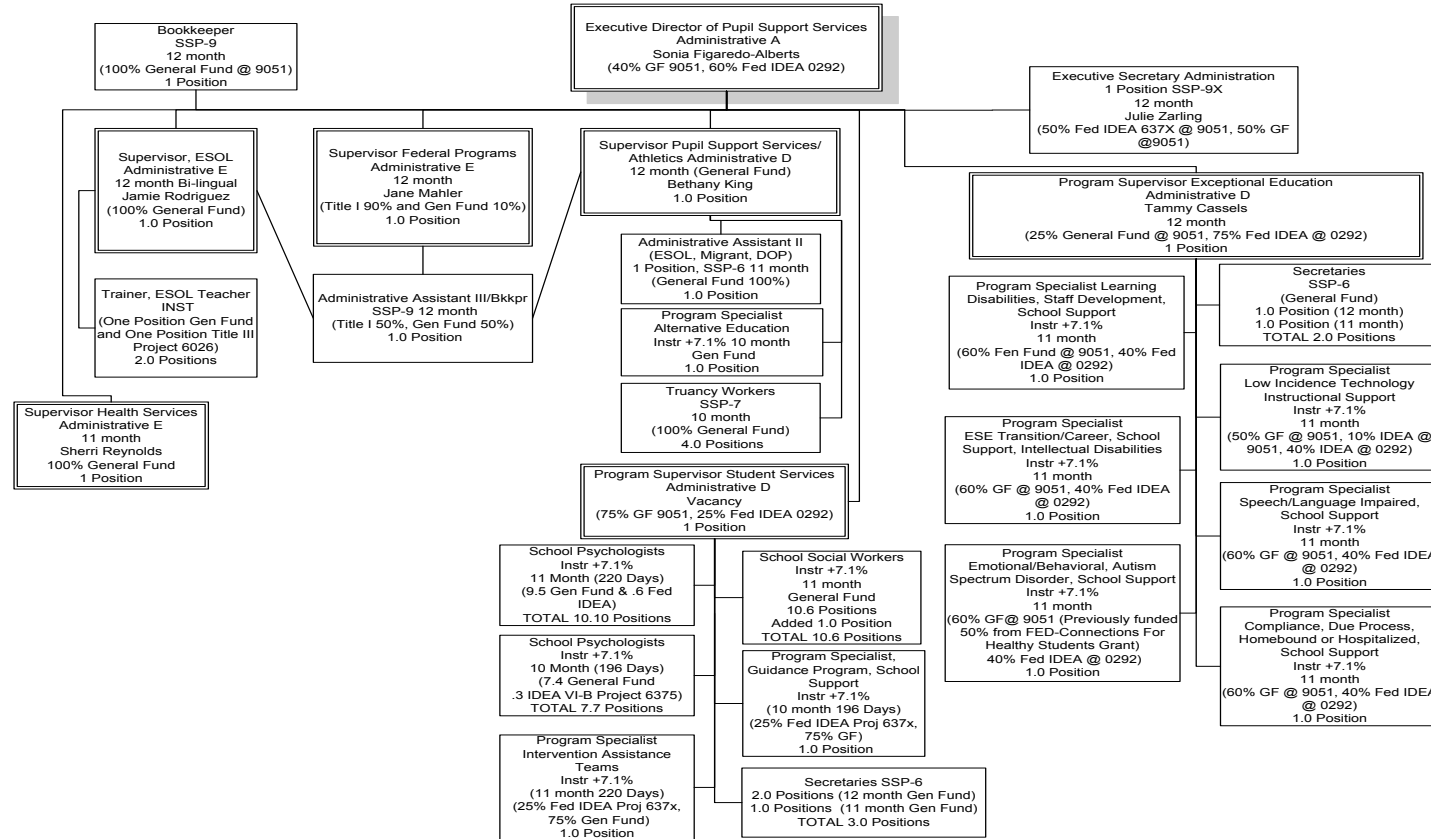 Bookkeeper
SSP-9
12 month
(100% General Fund @ 9051)
1 Position
Executive Director of Pupil Support Services
Administrative A
Sonia Figaredo-Alberts
(40% GF 9051, 60% Fed IDEA 0292)
Executive Secretary Administration
1 Position SSP-9X
12 month
Julie Zarling
(50% Fed IDEA 637X @ 9051, 50% GF
@9051)
Supervisor, ESOL
Administrative E
12 month Bi-lingual
Jamie Rodriguez
(100% General Fund)
1.0 Position
Supervisor Federal Programs
Administrative E
12 month
Jane Mahler
(Title I 90% and Gen Fund 10%)
1.0 Position
Supervisor Pupil Support Services/
Athletics Administrative D
12 month (General Fund)
Bethany King
1.0 Position
Program Supervisor Exceptional Education
Administrative D
Tammy Cassels
12 month
(25% General Fund @ 9051, 75% Fed IDEA @ 0292)
1 Position
Trainer, ESOL Teacher
INST
(One Position Gen Fund
and One Position Title III
Project 6026)
2.0 Positions
Administrative Assistant III/Bkkpr
SSP-9 12 month
(Title I 50%, Gen Fund 50%)
1.0 Position
Administrative Assistant II
(ESOL, Migrant, DOP)
1 Position, SSP-6 11 month
(General Fund 100%)
1.0 Position
Program Specialist
Alternative Education
Instr +7.1% 10 month
Gen Fund
1.0 Position
Truancy Workers
SSP-7
10 month
(100% General Fund)
4.0 Positions
Supervisor Health Services
Administrative E
11 month
Sherri Reynolds
100% General Fund
1 Position
Program Supervisor Student Services
Administrative D
Vacancy
(75% GF 9051, 25% Fed IDEA 0292)
1 Position
School Psychologists
Instr +7.1%
11 Month (220 Days)
(9.5 Gen Fund & .6 Fed
IDEA)
TOTAL 10.10 Positions
School Social Workers
Instr +7.1%
11 month
General Fund
10.6 Positions
Added 1.0 Position
TOTAL 10.6 Positions
School Psychologists
Instr +7.1%
10 Month (196 Days)
(7.4 General Fund
.3 IDEA VI-B Project 6375)
TOTAL 7.7 Positions
Program Specialist,
Guidance Program, School
Support
Instr +7.1%
(10 month 196 Days)
(25% Fed IDEA Proj 637x,
75% GF)
1.0 Position
Program Specialist
Intervention Assistance
Teams
Instr +7.1%
(11 month 220 Days)
(25% Fed IDEA Proj 637x,
75% Gen Fund)
1.0 Position
Secretaries SSP-6
2.0 Positions (12 month Gen Fund)
1.0 Positions (11 month Gen Fund)
TOTAL 3.0 Positions
Program Specialist Learning
Disabilities, Staff Development,
School Support
Instr +7.1%
11 month
(60% Fen Fund @ 9051, 40% Fed
IDEA @ 0292)
1.0 Position
Secretaries
SSP-6
(General Fund)
1.0 Position (12 month)
1.0 Position (11 month)
TOTAL 2.0 Positions
Program Specialist
Low Incidence Technology
Instructional Support
Instr +7.1%
11 month
(50% GF @ 9051, 10% IDEA @
9051, 40% IDEA @ 0292)
1.0 Position
Program Specialist
ESE Transition/Career, School
Support, Intellectual Disabilities
Instr +7.1%
11 month
(60% GF @ 9051, 40% Fed IDEA
@ 0292)
1.0 Position
Program Specialist
Speech/Language Impaired,
School Support
Instr +7.1%
11 month
(60% GF @ 9051, 40% Fed IDEA
@ 0292)
1.0 Position
Program Specialist
Emotional/Behavioral, Autism
Spectrum Disorder, School Support
Instr +7.1%
11 month
(60% GF@ 9051 (Previously funded
50% from FED-Connections For
Healthy Students Grant)
40% Fed IDEA @ 0292)
1.0 Position
Program Specialist
Compliance, Due Process,
Homebound or Hospitalized,
School Support
Instr +7.1%
11 month
(60% GF @ 9051, 40% Fed IDEA
@ 0292)
1.0 Position